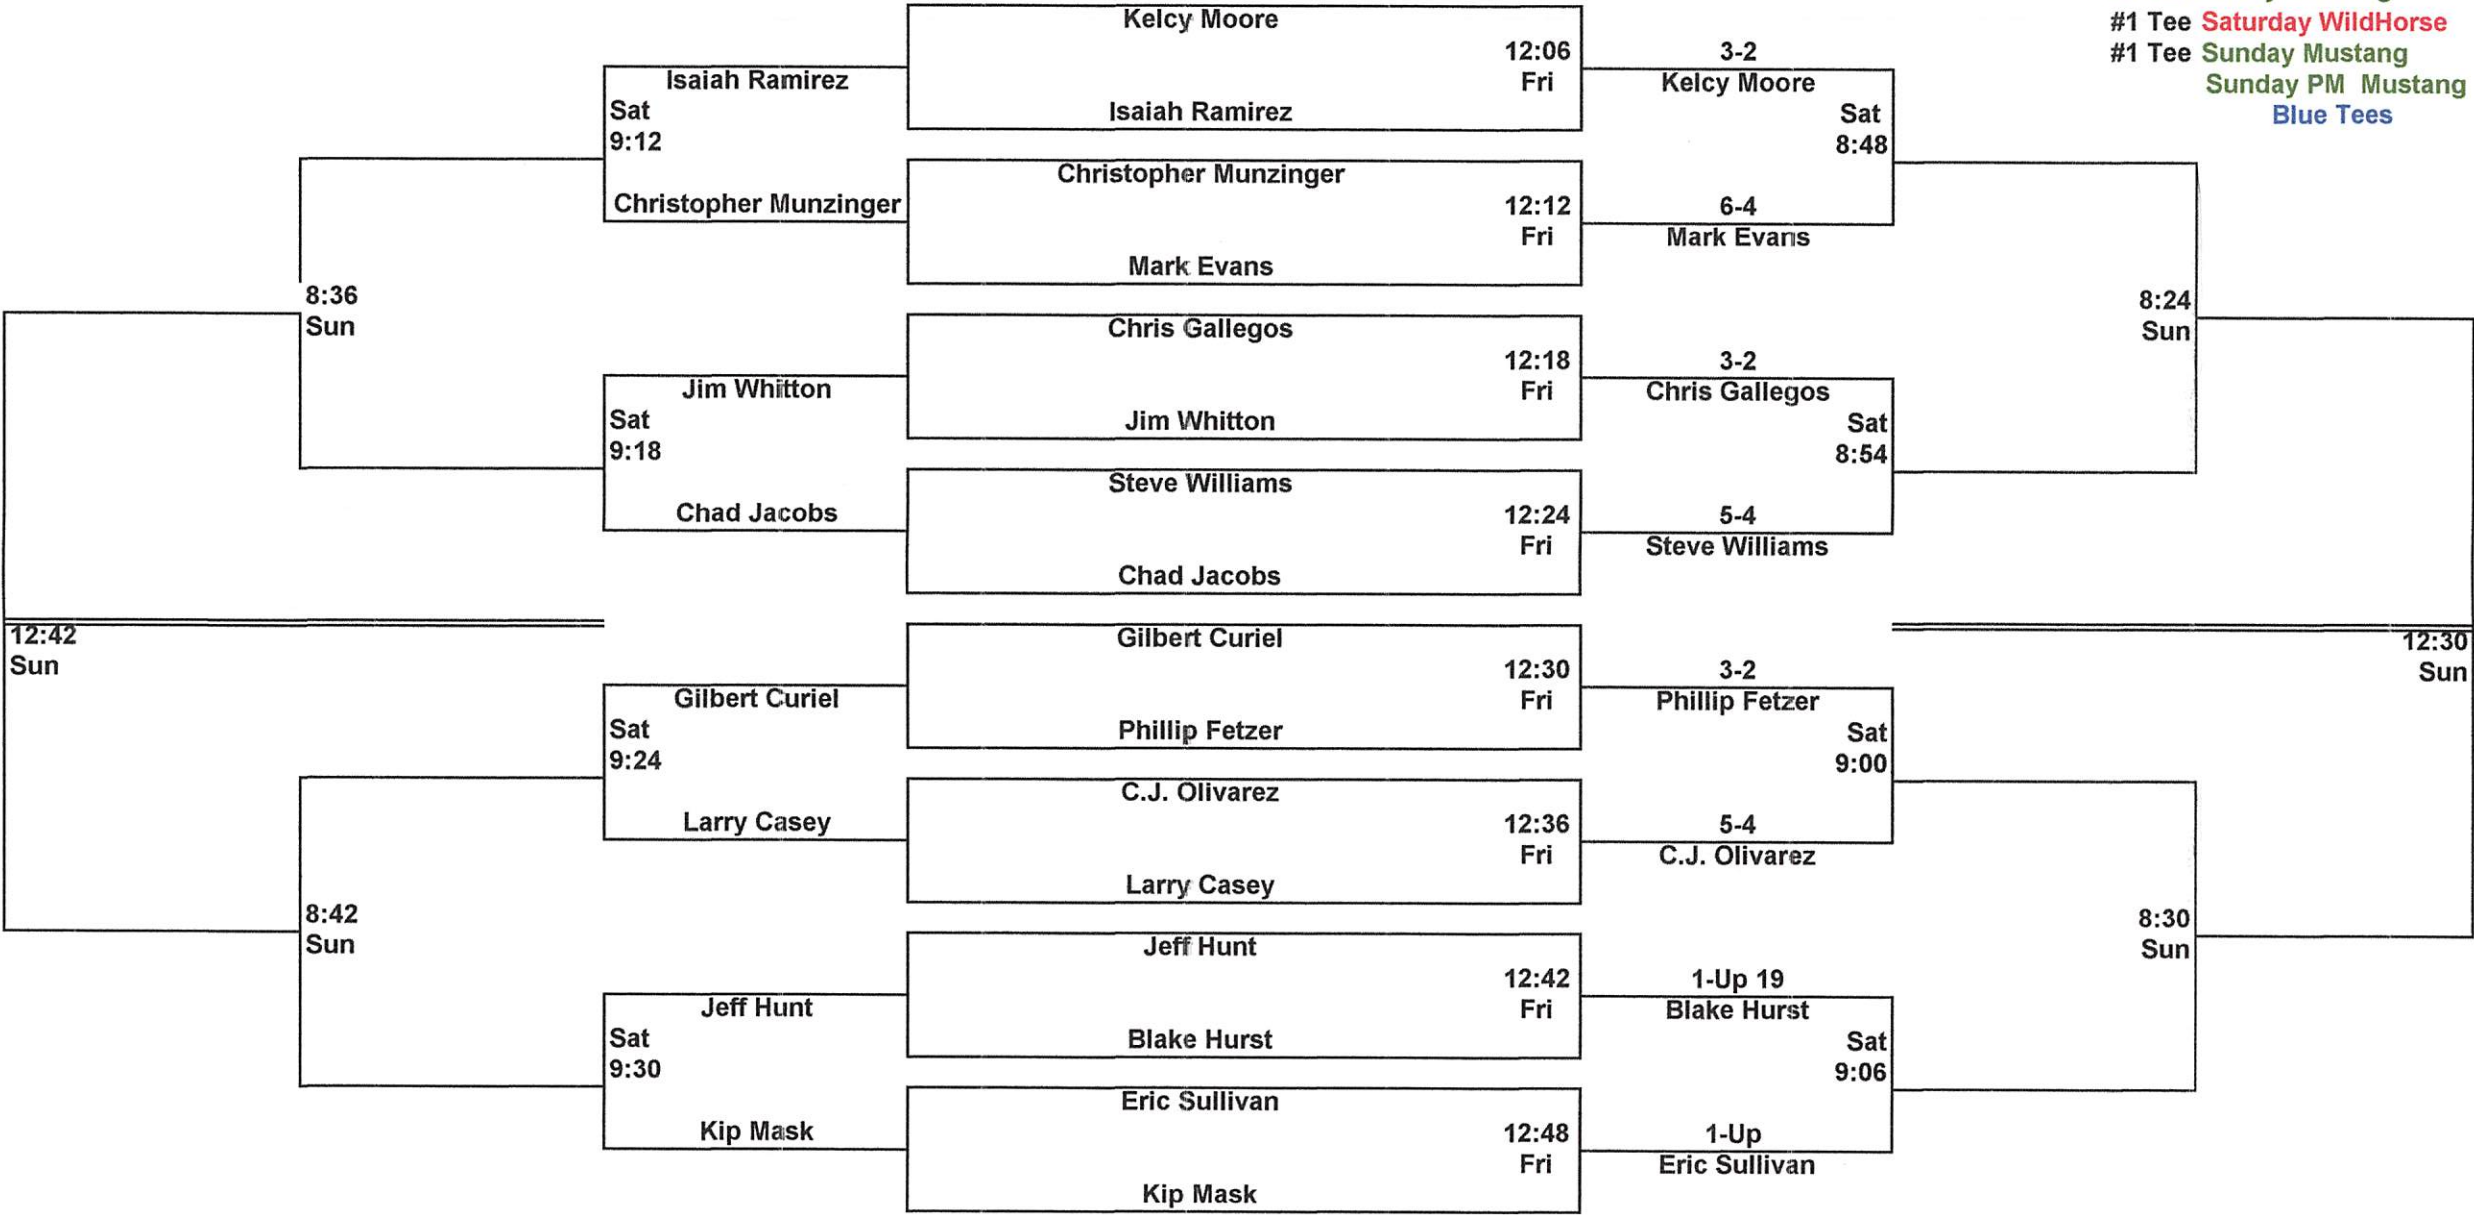 #1 Tee Saturday WildHorse
#1 Tee Sunday Mustang
Sunday PM Mustang
Blue Tees
Kelcy Moore
12:06
Fri
Isaiah Ramirez
3-2
Kelcy Moore
Isaiah Ramirez
Sat
9:12
Christopher Munzinger
Sat
8:48
Christopher Munzinger
12:12
Fri
Mark Evans
6-4
Mark Evans
8:36
Sun
8:24
Sun
Chris Gallegos
12:18
Fri
Jim Whitton
3-2
Chris Gallegos
Jim Whitton
Sat
9:18
Chad Jacobs
Sat
8:54
Steve Williams
12:24
Fri
Chad Jacobs
5-4
Steve Williams
12:42
Sun
12:30
Sun
Gilbert Curiel
12:30
Fri
Phillip Fetzer
3-2
Phillip Fetzer
Gilbert Curiel
Sat
9:24
Larry Casey
Sat
9:00
C.J. Olivarez
12:36
Fri
Larry Casey
5-4
C.J. Olivarez
8:42
Sun
8:30
Sun
Jeff Hunt
12:42
Fri
Blake Hurst
1-Up 19
Blake Hurst
Jeff Hunt
Sat
9:30
Kip Mask
Sat
9:06
Eric Sullivan
12:48
Fri
Kip Mask
1-Up
Eric Sullivan